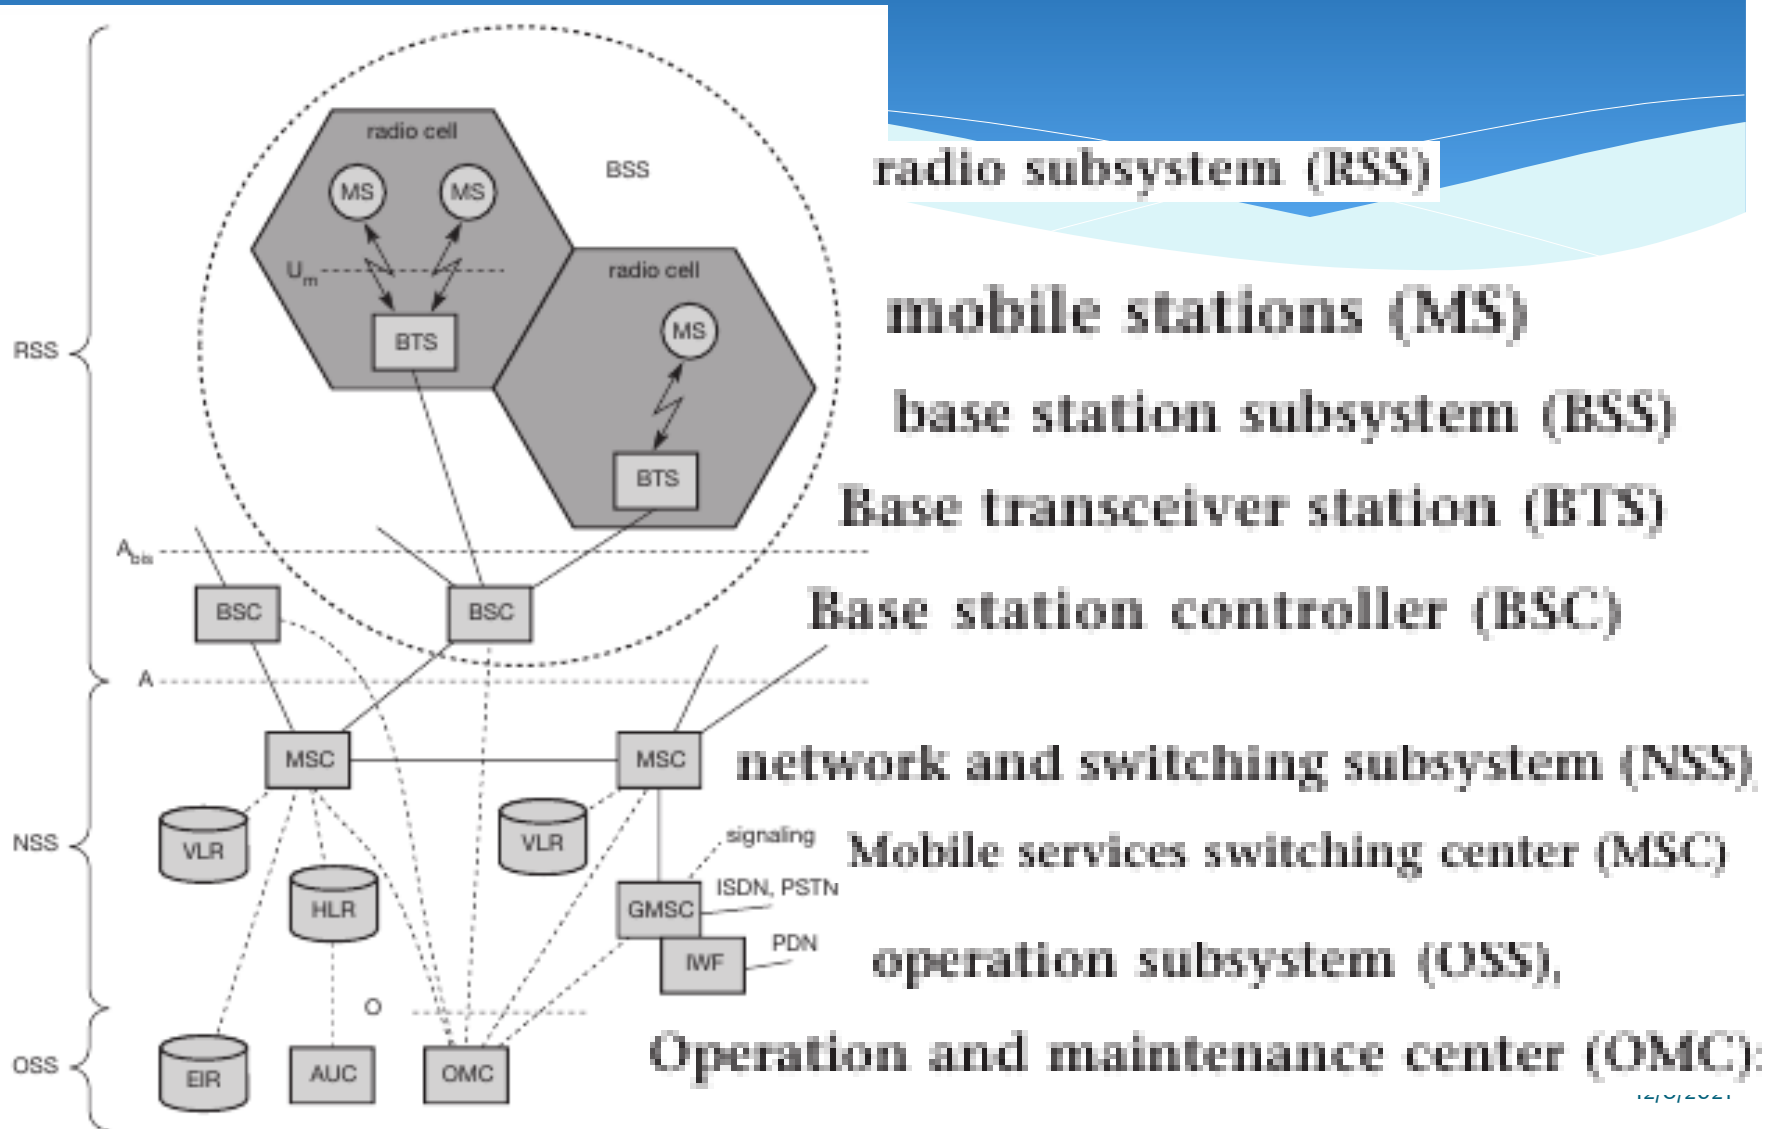 radio cell
MS MS
BSS
radio subsystem (RSS)
Um
radio cell
mobile stations (MS)
MS
BTS
RSS
base station subsystem (BSS)
BTS
Base transceiver station (BTS)
Abis
BSC
BSC
Base station controller (BSC)
A
MSC
MSC
network and switching subsystem (NSS)
NSS
VLR
VLR
signaling
Mobile services switching center (MSC)
HLR
GMSC
ISDN, PSTN
IWF
PDN
operation subsystem (OSS),
O
OSS
EIR
AUC
OMC
Operation and maintenance center (OMC):